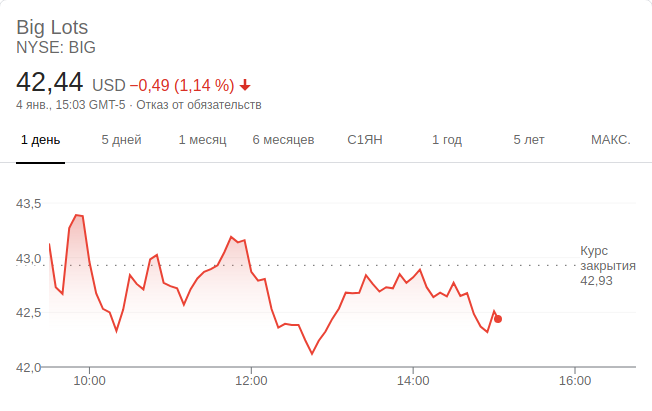 Big Lots
NYSE: BIG
42,44 USD −0,49 (1,14 %)
4 янв., 15:03 GMT-5 · Отказ от обязательств
1 день 5 дней 1 месяц 6 месяцев С1ЯН 1 год 5 лет МАКС.
43,5
43,0
42,5
42,0
Курс
закрытия
42,93
10:00 12:00 14:00 16:00